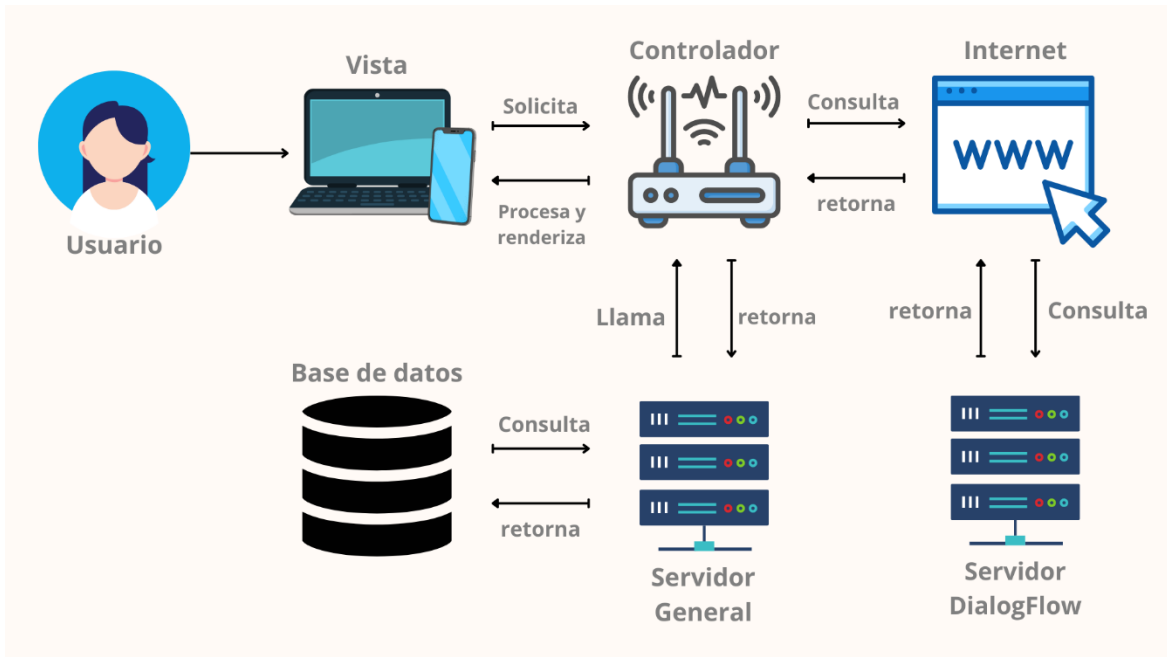 Vista
Controlador
Internet
Solicita
Consulta
WWW
Procesa y
renderiza
retorna
Usuario
Llama
retorna
retorna
Consulta
Base de datos
Consulta
retorna
Servidor
General
Servidor
DialogFlow